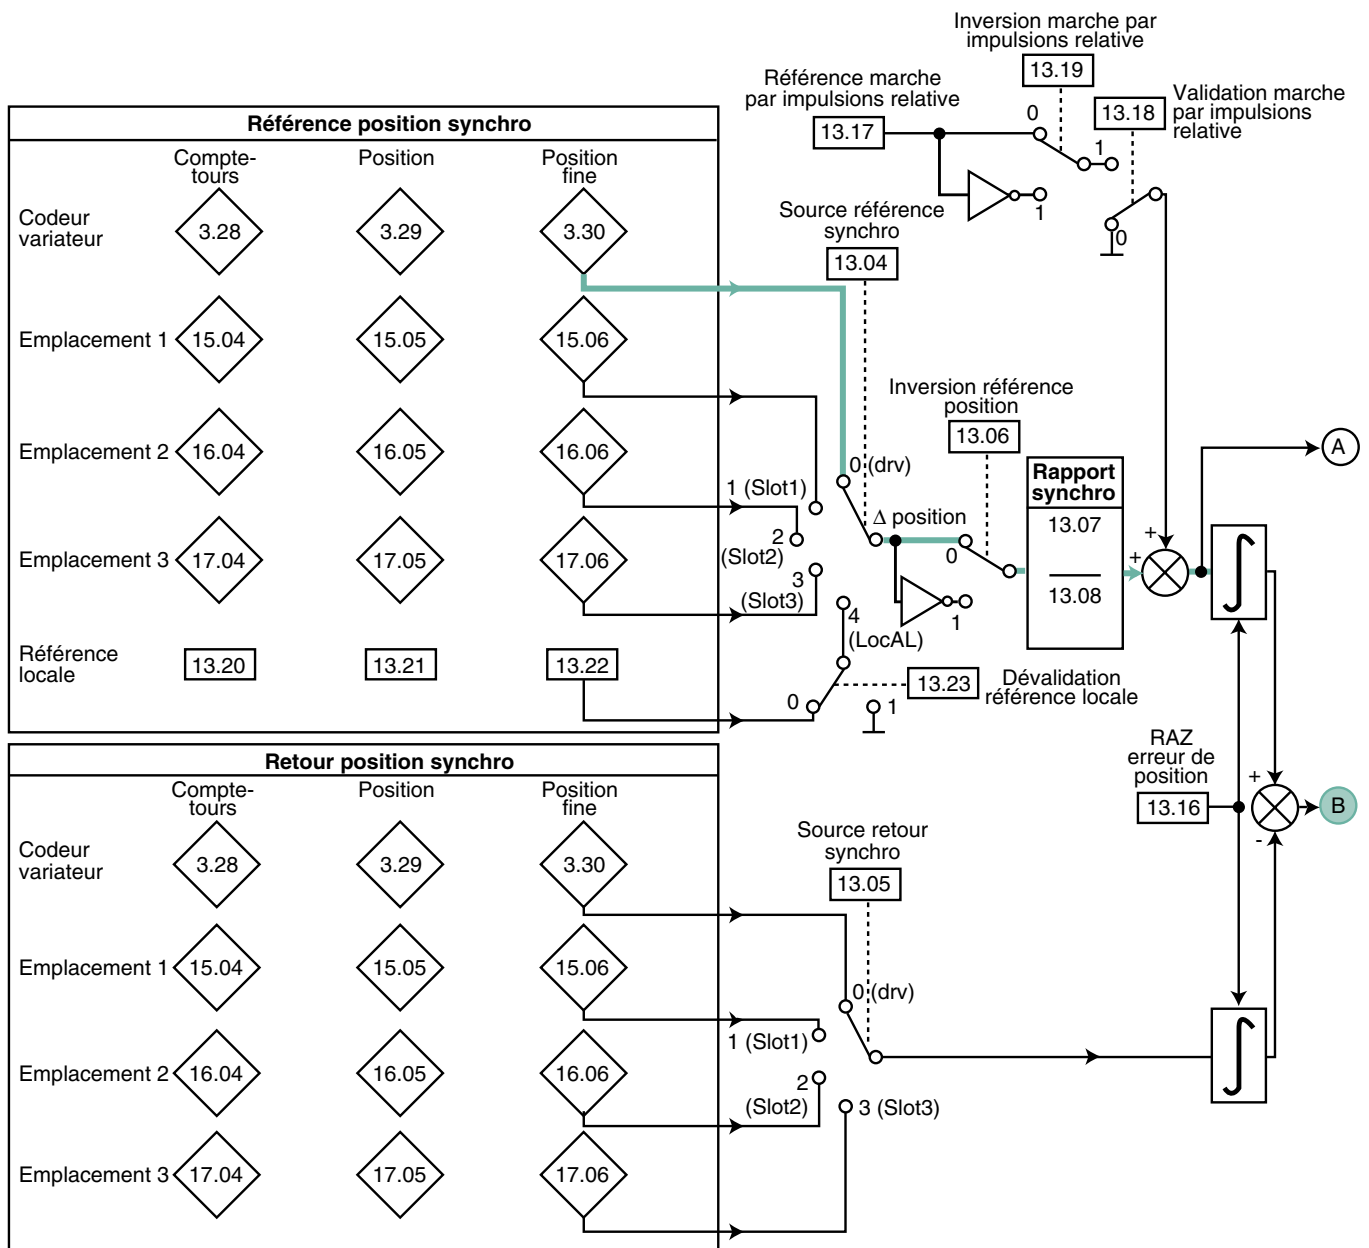 Inversion marche par
impulsions relative
13.19
Référence marche
par impulsions relative
13.17
Validation marche
par impulsions
relative
13.18
0
1
1
0
Référence position synchro
Compte-
tours
Position
Position
fine
Codeur
variateur
3.28
3.29
3.30
Source référence
synchro
13.04
Emplacement 1
15.04
15.05
15.06
Emplacement 2
16.04
16.05
16.06
Emplacement 3
17.04
17.05
17.06
Référence
locale
13.20
13.21
13.22
0 (drv)
1 (Slot1)
2
(Slot2)
3
(Slot3)
4
(LocAL)
Δ position
Inversion référence
position
13.06
0
1
Rapport
synchro
13.07
13.08
+
+
A
13.23
Dévalidation
référence locale
0
1
RAZ
erreur de
position
13.16
+
-
B
Retour position synchro
Compte-
tours
Position
Position
fine
Codeur
variateur
3.28
3.29
3.30
Source retour
synchro
13.05
Emplacement 1
15.04
15.05
15.06
Emplacement 2
16.04
16.05
16.06
Emplacement 3
17.04
17.05
17.06
0 (drv)
1 (Slot1)
2
(Slot2)
3 (Slot3)